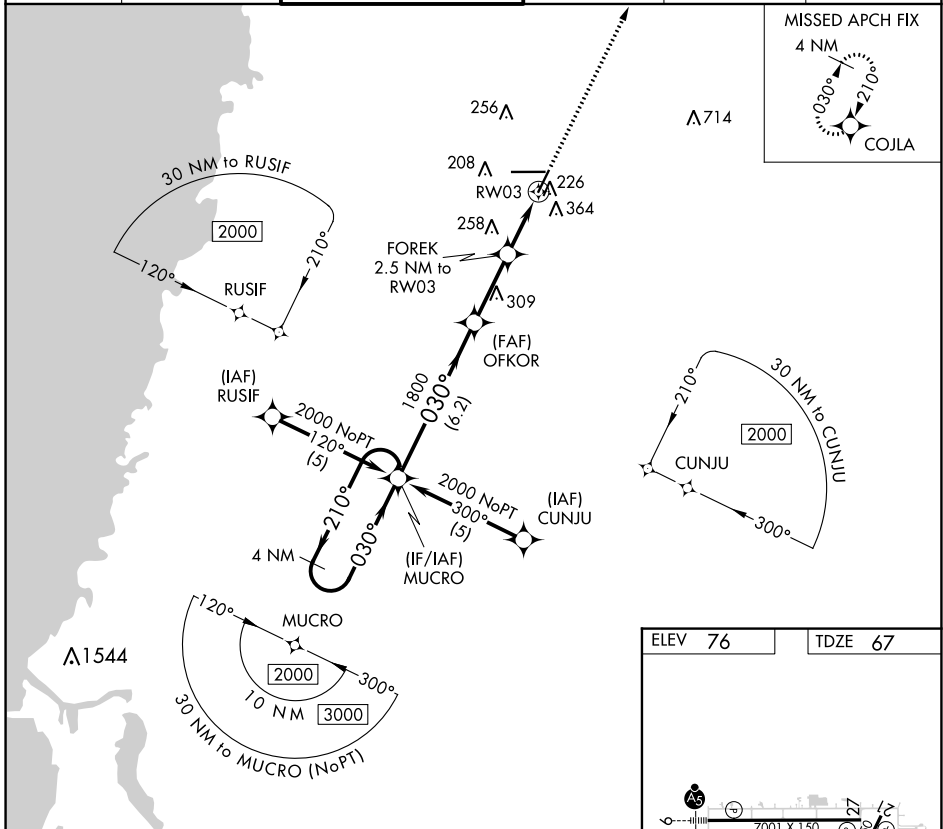 MISSED APCH FIX
4 NM
030°
210°
COJLA
256
714
30 NM to RUSIF
2000
210°
120°
RUSIF
208
RW03
226
364
258
FOREK
2.5 NM to
RW03
309
(FAF)
OFKOR
1800
030°
(6.2)
(IAF)
RUSIF
2000 NoPT
120°
(5)
30 NM to CUNJU
210°
2000
CUNJU
300°
2000 NoPT
300°
(5)
(IAF)
CUNJU
210°
030°
4 NM
(IF/IAF)
MUCRO
120°
MUCRO
2000
300°
10 NM
3000
30 NM to MUCRO (NoPT)
1544
ELEV 76
TDZE 67
A5
P
9
7001 X 150
27
21